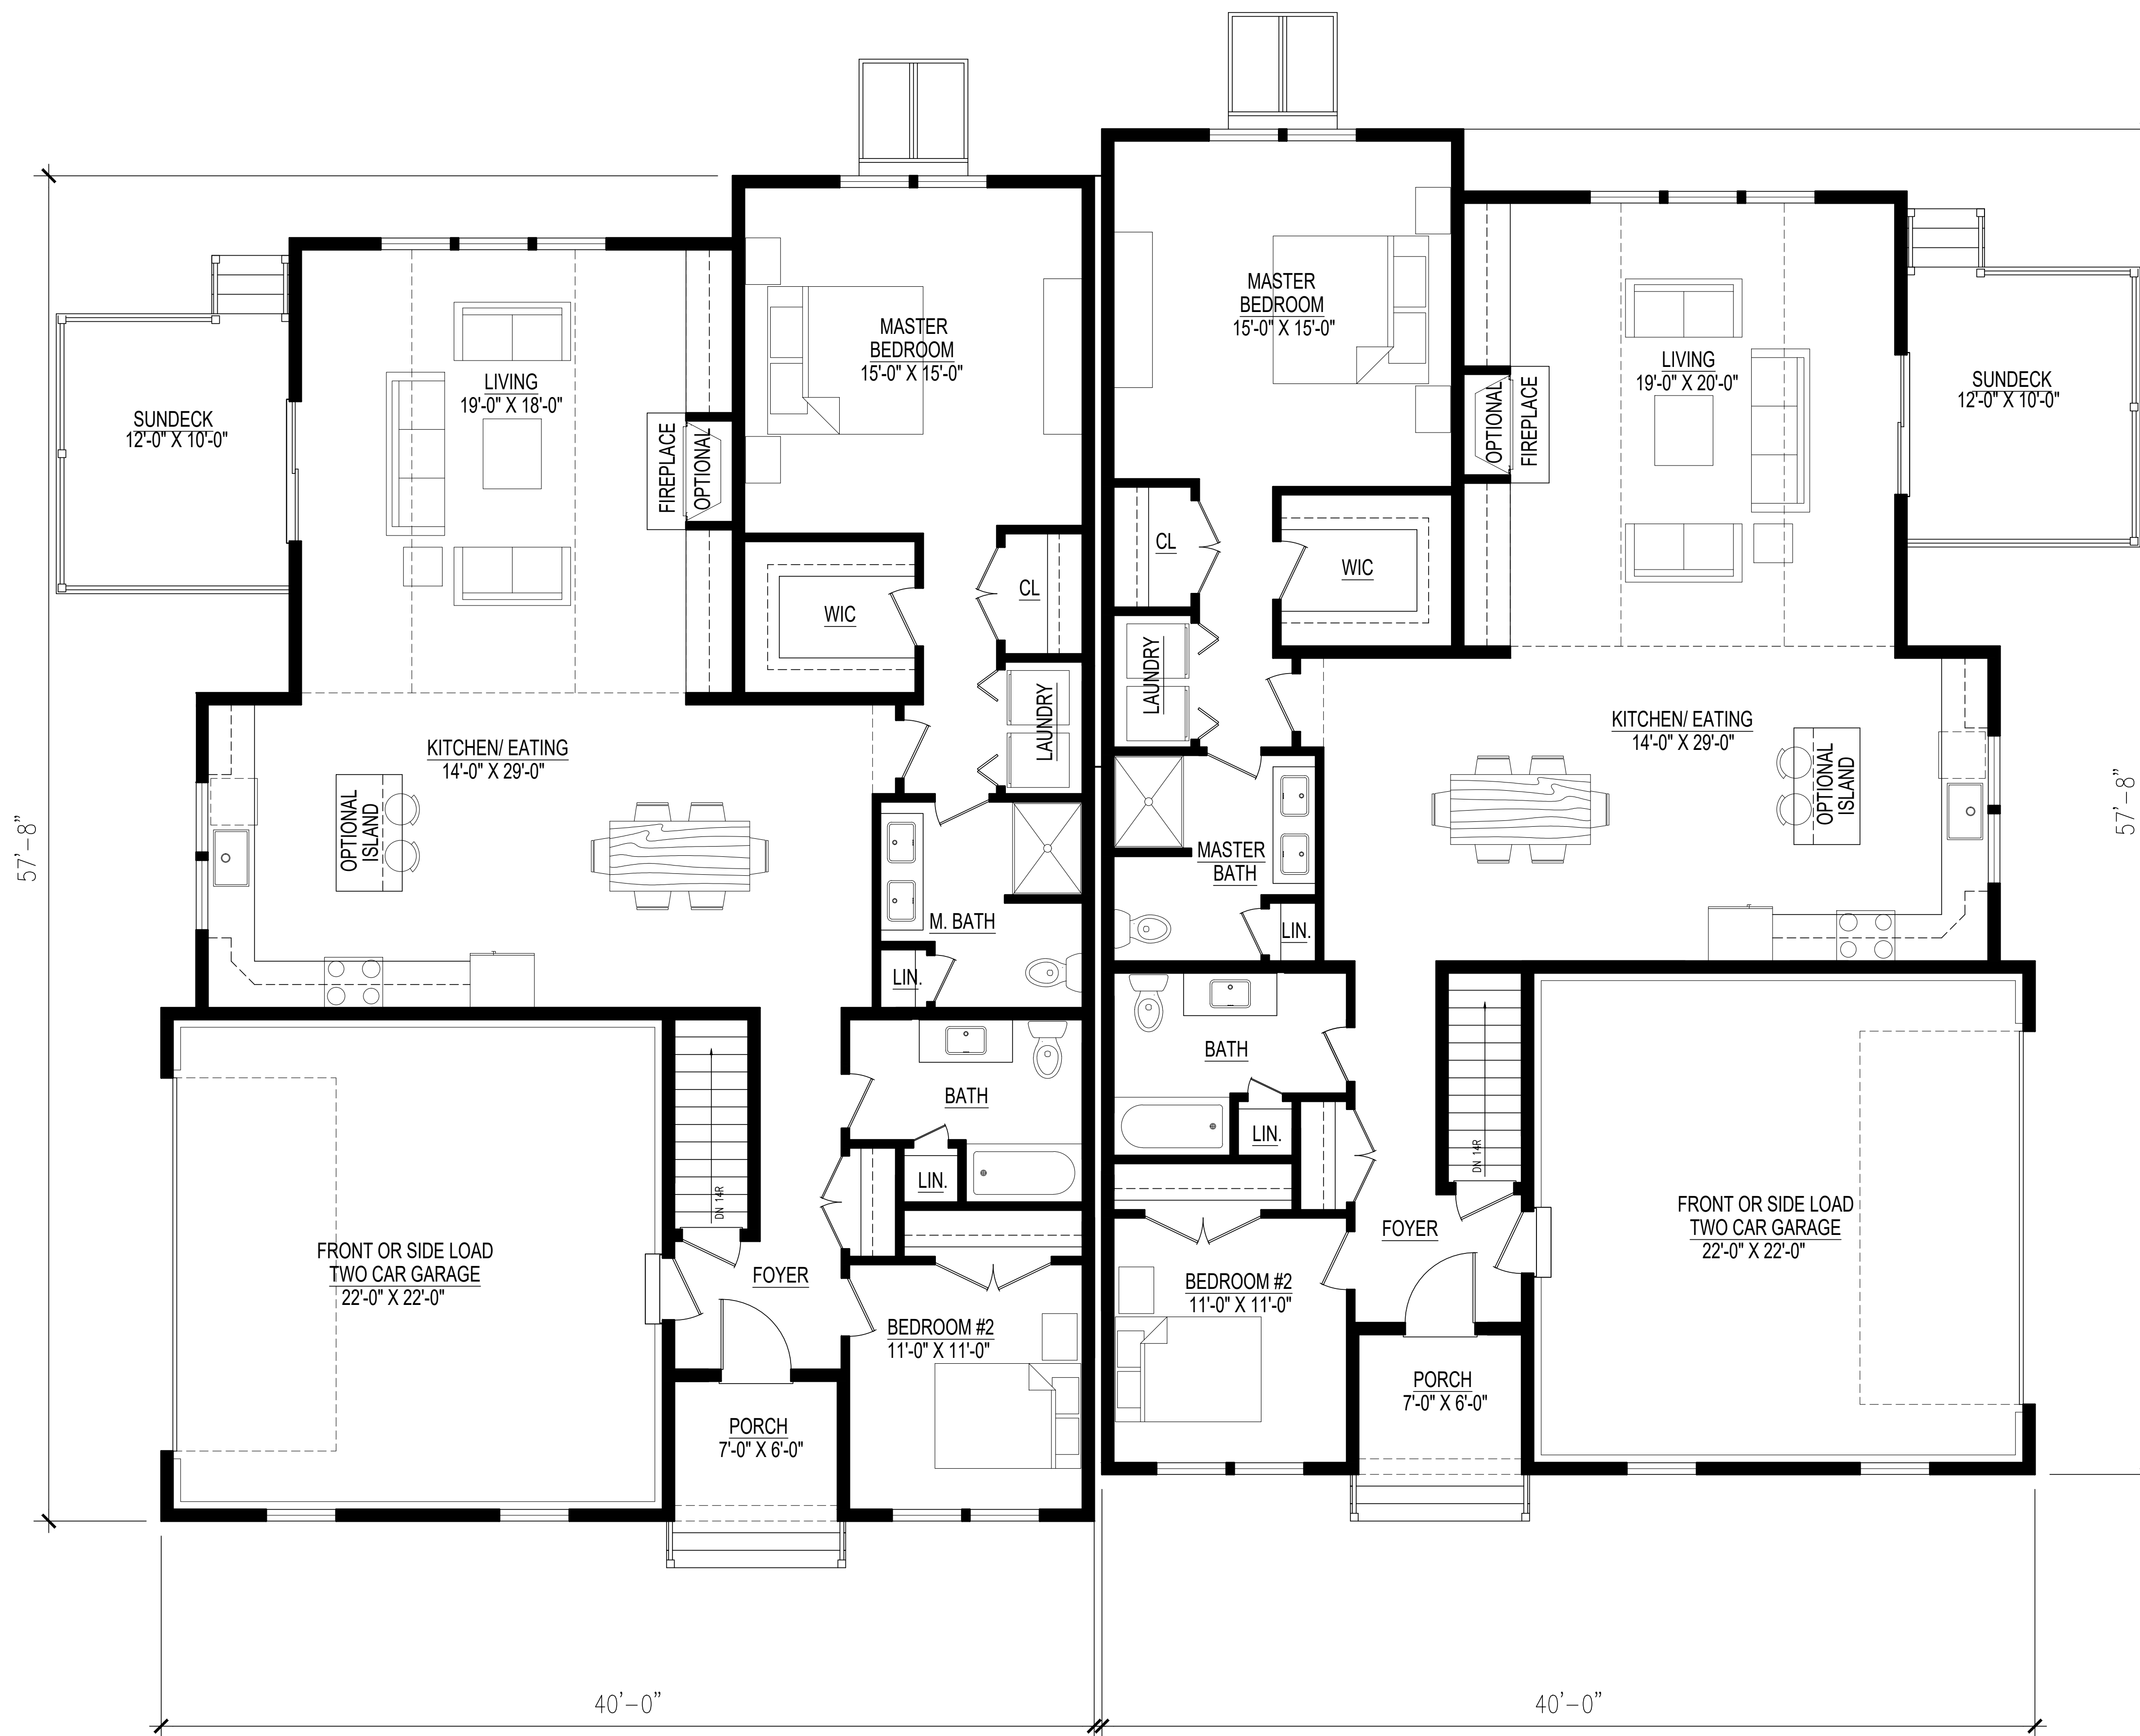 MASTER
BEDROOM
15'-0" X 15'-0"
LIVING
19'-0" X 18'-0"
SUNDECK
12'-0" X 10'-0"
FIREPLACE
OPTIONAL
WIC
CL
LAUNDRY
KITCHEN/ EATING
14'-0" X 29'-0"
OPTIONAL
ISLAND
M. BATH
LIN.
BATH
LIN.
DN 14R
FOYER
FRONT OR SIDE LOAD
TWO CAR GARAGE
22'-0" X 22'-0"
BEDROOM #2
11'-0" X 11'-0"
PORCH
7'-0" X 6'-0"
57'-8"
40'-0"
MASTER
BEDROOM
15'-0" X 15'-0"
LIVING
19'-0" X 20'-0"
SUNDECK
12'-0" X 10'-0"
OPTIONAL
FIREPLACE
CL
WIC
LAUNDRY
KITCHEN/ EATING
14'-0" X 29'-0"
OPTIONAL
ISLAND
MASTER
BATH
LIN.
BATH
LIN.
DN 14R
FOYER
FRONT OR SIDE LOAD
TWO CAR GARAGE
22'-0" X 22'-0"
BEDROOM #2
11'-0" X 11'-0"
PORCH
7'-0" X 6'-0"
57'-8"
40'-0"